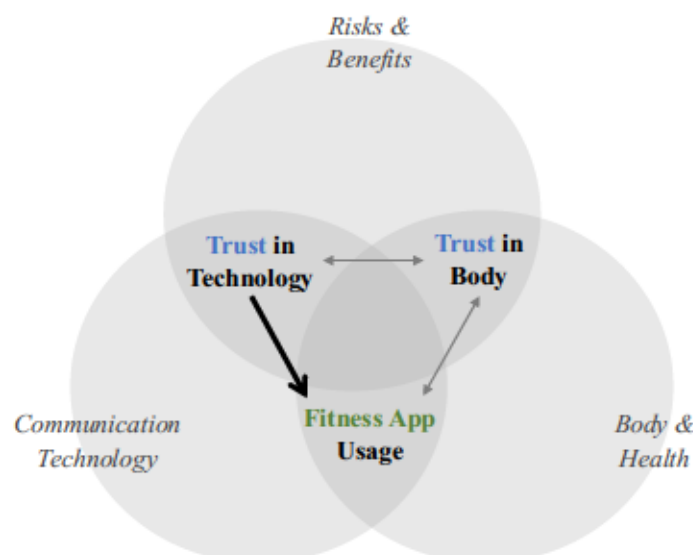 Risks &
Benefits
Trust in
Technology
Trust in
Body
Fitness App
Usage
Communication
Technology
Body &
Health